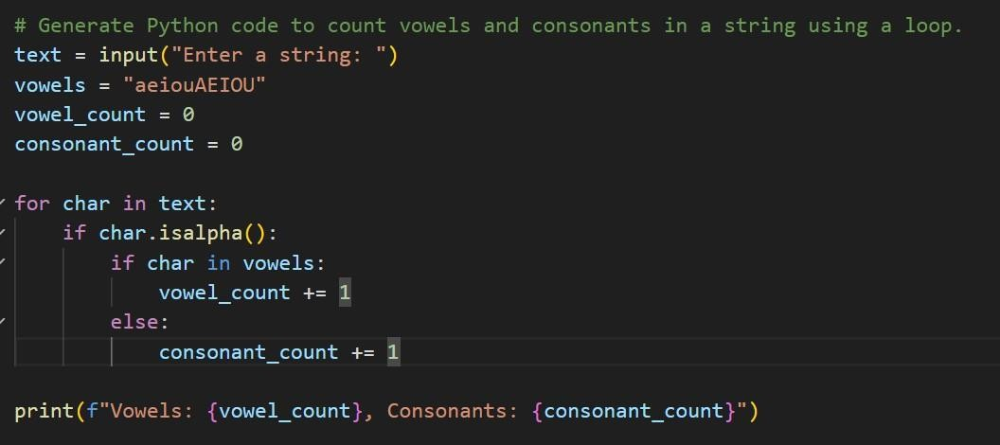 # Generate Python code to count vowels and consonants in a string using a loop.
text = input("Enter a string: ")
vowels = "aeiouAEIOU"
vowel_count = 0
consonant_count = 0

for char in text:
    if char.isalpha():
        if char in vowels:
            vowel_count += 1
        else:
            consonant_count += 1

print(f"Vowels: {vowel_count}, Consonants: {consonant_count}")